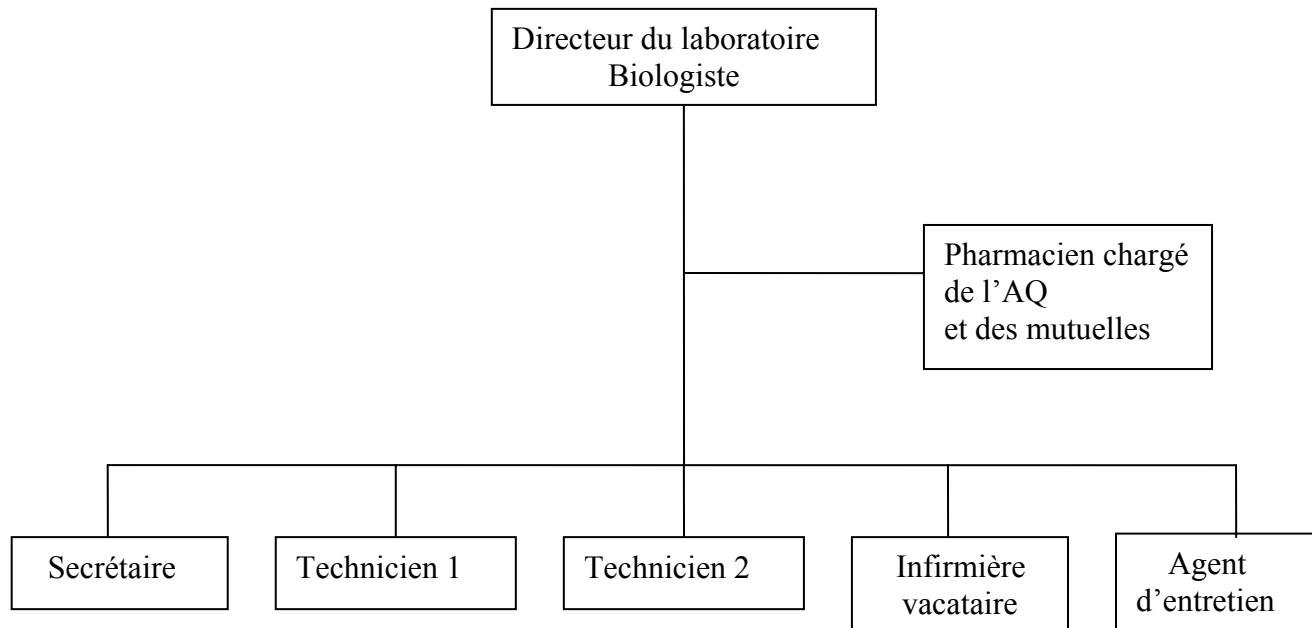 Directeur du laboratoire
Biologiste
Pharmacien chargé
de l’AQ
et des mutuelles
Secrétaire
Technicien 1
Technicien 2
Infirmière
vacataire
Agent
d’entretien